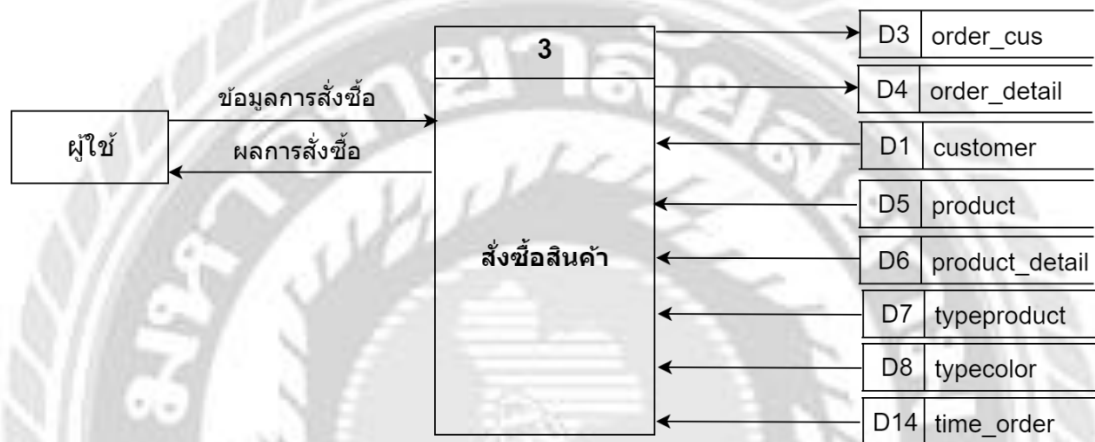 3
D3 order_cus
D4 order_detail
ข้อมูลการสั่งซื้อ
ผู้ใช้
ผลการสั่งซื้อ
D1 customer
D5 product
สั่งซื้อสินค้า
D6 product_detail
D7 typeproduct
D8 typecolor
D14 time_order